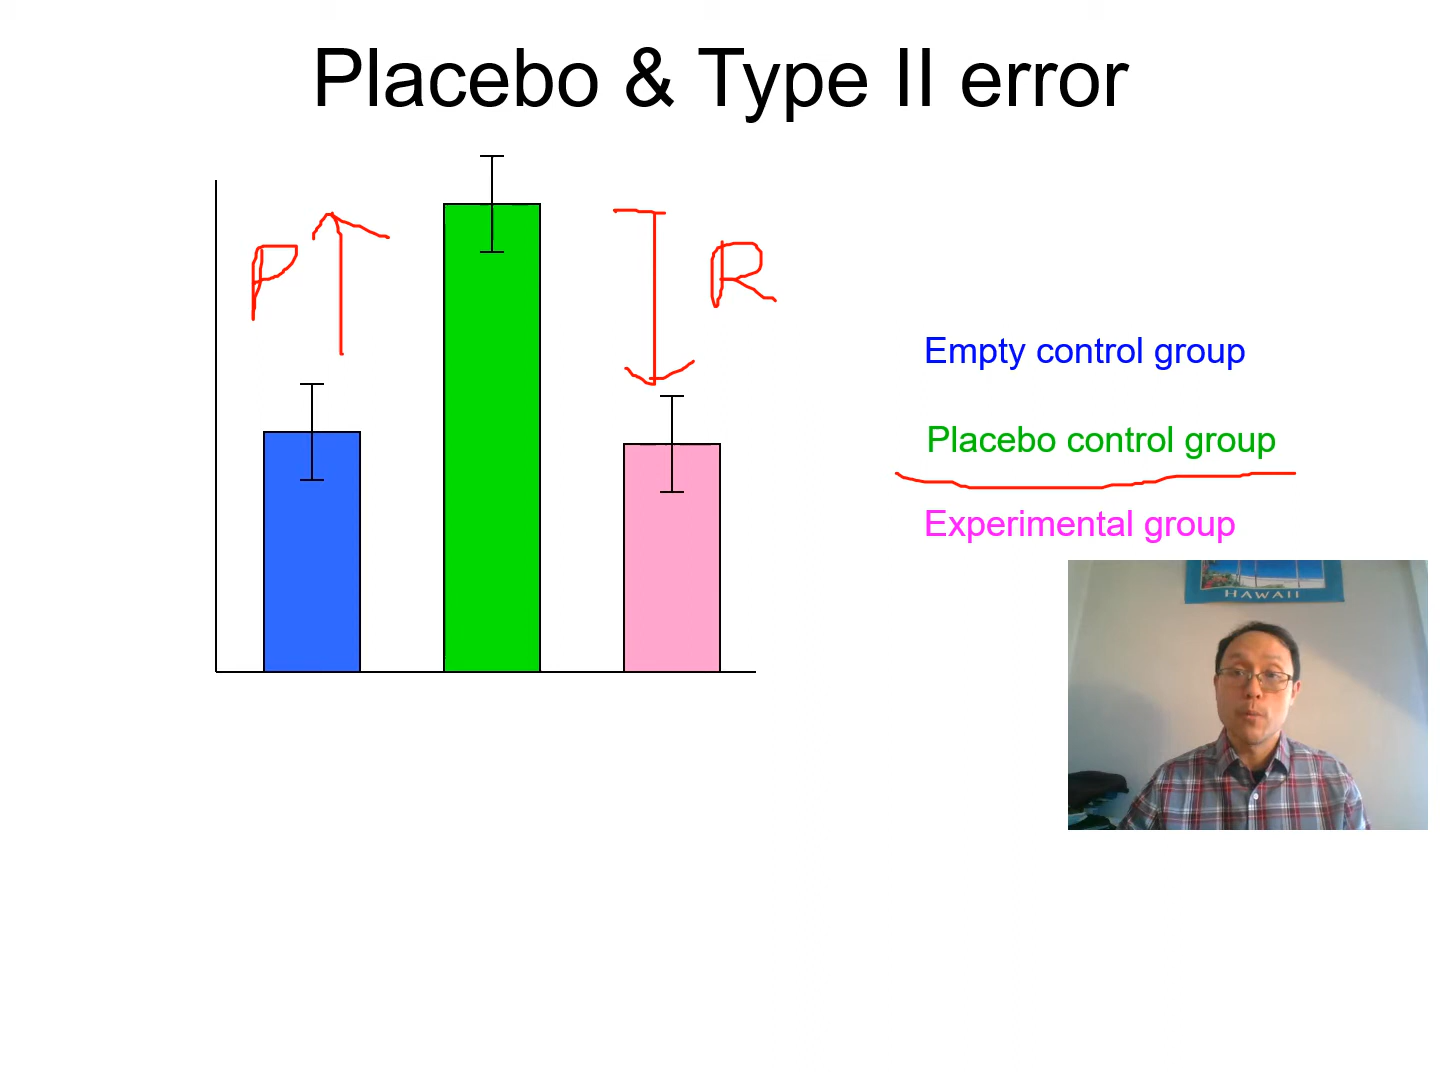 Placebo & Type II error
P
R
Empty control group
Placebo control group
Experimental group
HAWAII